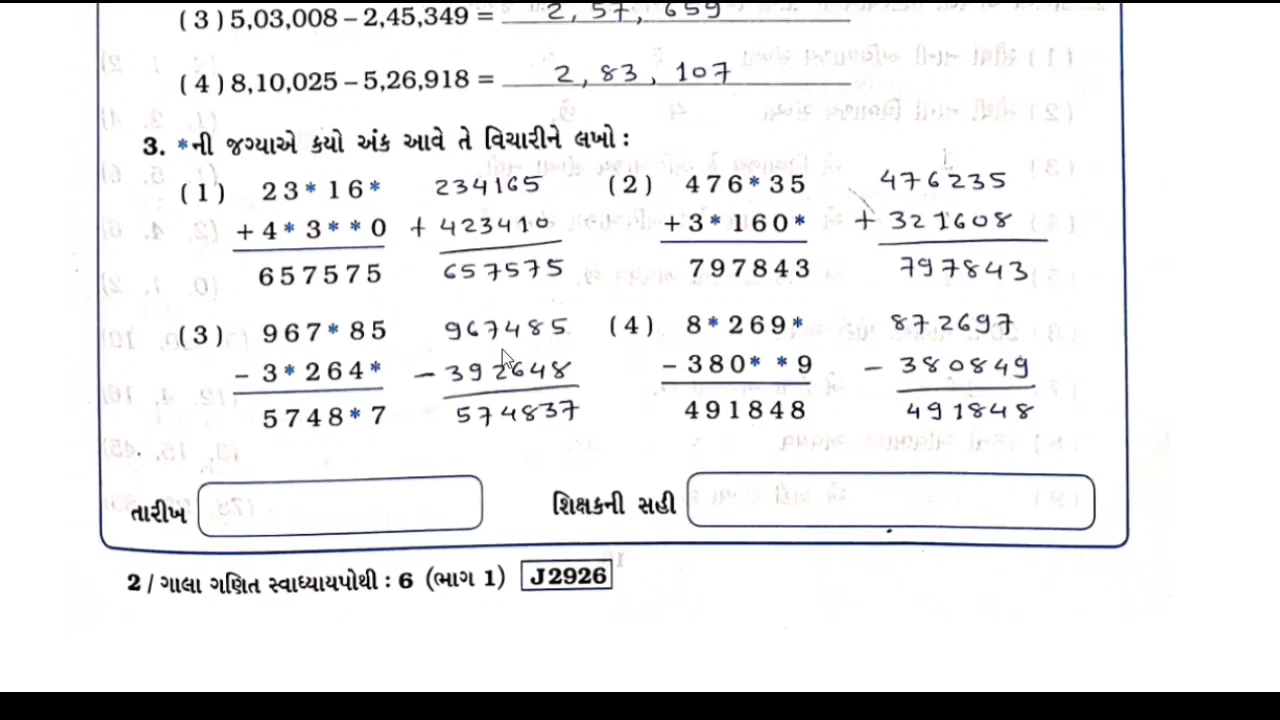 (3) 5,03,008 – 2,45,349 = 2, 57, 659
(4) 8,10,025 – 5,26,918 = 2, 83, 107
3. *ની જગ્યાએ કયો અંક આવે તે વિચારીને લખો :
(1) 23*16* 234165 (2) 476*35 476235
+ 4*3**0 + 423410 + 3*160* + 321608
657575 657575 797843 797843
(3) 967*85 967485 (4) 8*269* 872697
– 3*264* – 392648 – 380**9 – 380849
5748*7 574837 491848 491848
તારીખ શિક્ષકની સહી
2 / ગાલા ગણિત સ્વાધ્યાયપોથી : 6 (ભાગ 1) J2926